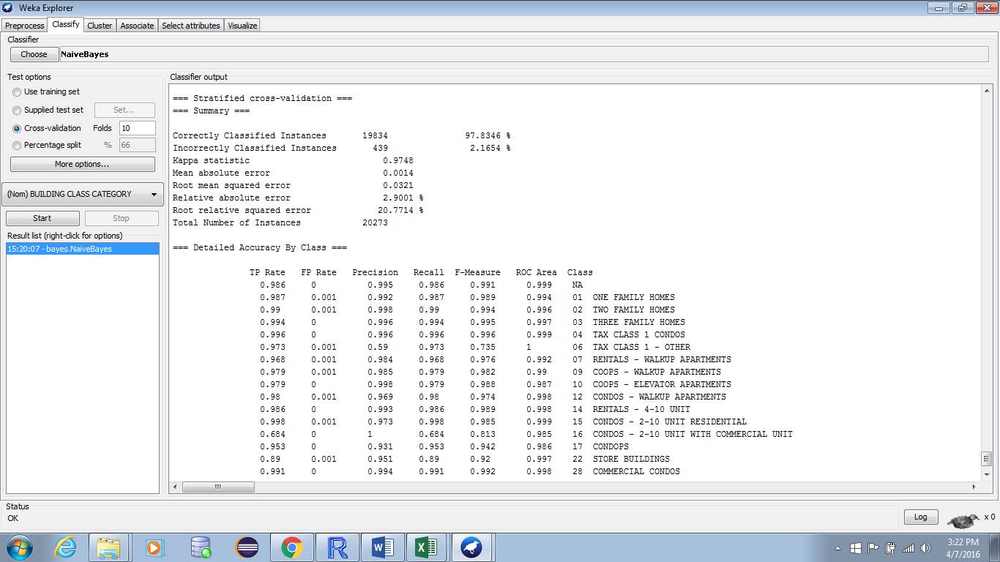 Weka Explorer
Preprocess Classify Cluster Associate Select attributes Visualize
Classifier
Choose NaiveBayes
Test options
Use training set
Supplied test set Set...
Cross-validation Folds 10
Percentage split % 66
More options...
(Nom) BUILDING CLASS CATEGORY
Start Stop
Result list (right-click for options)
15:20:07 - bayes.NaiveBayes
Classifier output
=== Stratified cross-validation ===
=== Summary ===
Correctly Classified Instances 19834 97.8346 %
Incorrectly Classified Instances 439 2.1654 %
Kappa statistic 0.9748
Mean absolute error 0.0014
Root mean squared error 0.0321
Relative absolute error 2.9001 %
Root relative squared error 20.7714 %
Total Number of Instances 20273
=== Detailed Accuracy By Class ===
TP Rate FP Rate Precision Recall F-Measure ROC Area Class
0.986 0 0.995 0.986 0.991 0.999 NA
0.987 0.001 0.992 0.987 0.989 0.994 01 ONE FAMILY HOMES
0.99 0.001 0.998 0.99 0.994 0.996 02 TWO FAMILY HOMES
0.994 0 0.996 0.994 0.995 0.997 03 THREE FAMILY HOMES
0.996 0 0.996 0.996 0.996 0.999 04 TAX CLASS 1 CONDOS
0.973 0.001 0.59 0.973 0.735 1 06 TAX CLASS 1 - OTHER
0.968 0.001 0.984 0.968 0.976 0.992 07 RENTALS - WALKUP APARTMENTS
0.979 0.001 0.985 0.979 0.982 0.99 09 COOPS - WALKUP APARTMENTS
0.979 0 0.998 0.979 0.988 0.987 10 COOPS - ELEVATOR APARTMENTS
0.98 0.001 0.969 0.98 0.974 0.998 12 CONDOS - WALKUP APARTMENTS
0.986 0 0.993 0.986 0.989 0.998 14 RENTALS - 4-10 UNIT
0.998 0.001 0.973 0.998 0.985 0.999 15 CONDOS - 2-10 UNIT RESIDENTIAL
0.684 0 1 0.684 0.813 0.985 16 CONDOS - 2-10 UNIT WITH COMMERCIAL UNIT
0.953 0 0.931 0.953 0.942 0.986 17 CONDOPS
0.89 0.001 0.951 0.89 0.92 0.997 22 STORE BUILDINGS
0.991 0 0.994 0.991 0.992 0.998 28 COMMERCIAL CONDOS
Status
OK
Log x 0
3:22 PM
4/7/2016